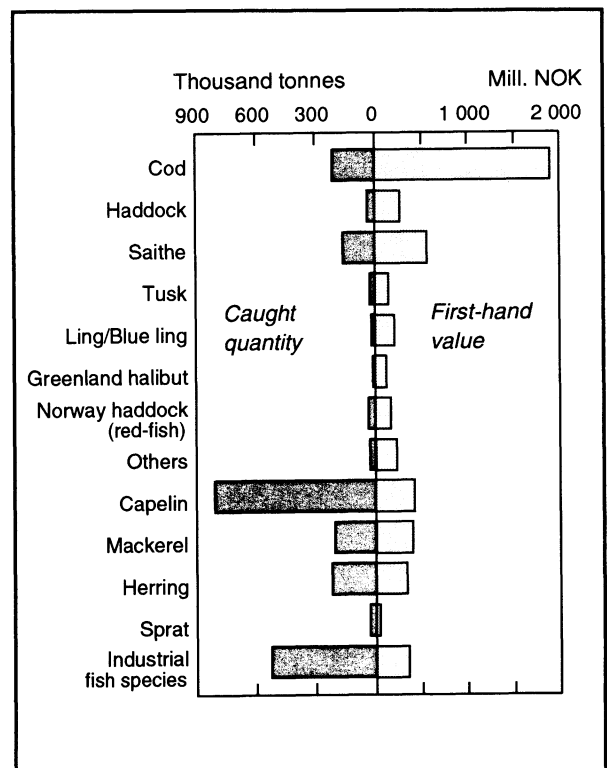 Thousand tonnes Mill. NOK
900 600 300 0 1 000 2 000
Cod
Haddock
Saithe
Tusk
Caught
quantity
First-hand
value
Ling/Blue ling
Greenland halibut
Norway haddock
(red-fish)
Others
Capelin
Mackerel
Herring
Sprat
Industrial
fish species